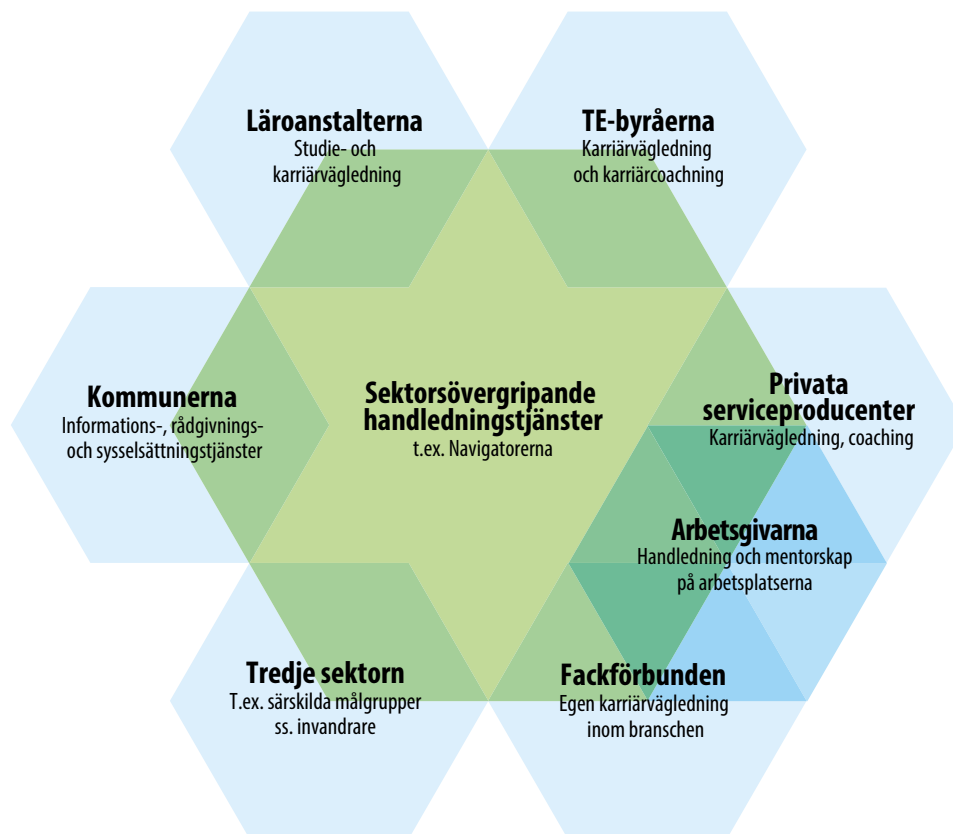 Läroanstalterna
Studie- och
karriärvägledning
TE-byråerna
Karriärvägledning
och karriärcoachning
Kommunerna
Informations-, rådgivnings-
och sysselsättningstjänster
Sektorsövergripande
handledningstjänster
t.ex. Navigatorerna
Privata
serviceproducenter
Karriärvägledning, coaching
Arbetsgivarna
Handledning och mentorskap
på arbetsplatserna
Tredje sektorn
T.ex. särskilda målgrupper
ss. invandrare
Fackförbunden
Egen karriärvägledning
inom branschen